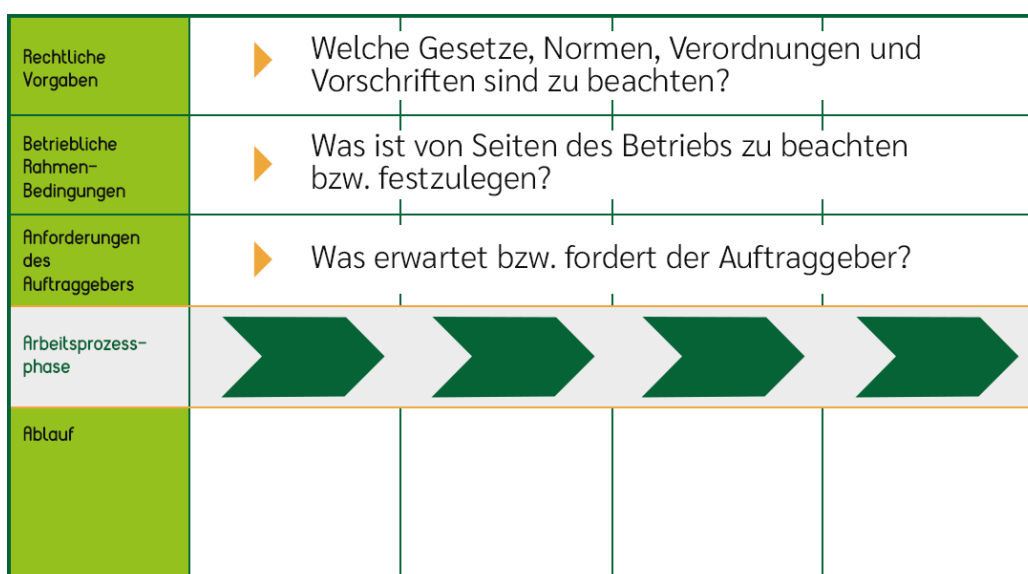 Rechtliche
Vorgaben
Welche Gesetze, Normen, Verordnungen und
Vorschriften sind zu beachten?
Betriebliche
Rahmen-
Bedingungen
Was ist von Seiten des Betriebs zu beachten
bzw. festzulegen?
Anforderungen
des
Auftraggebers
Was erwartet bzw. fordert der Auftraggeber?
Arbeitsprozess-
phase
Ablauf